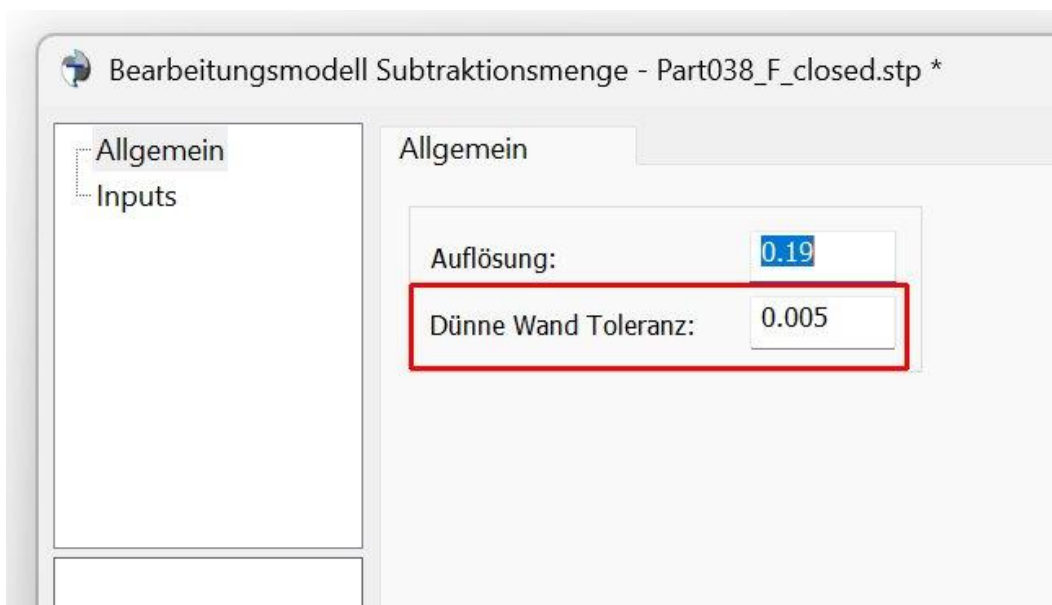 Bearbeitungsmodell Subtraktionsmenge - Part038_F_closed.stp *
Allgemein
Inputs
Allgemein
Auflösung: 0.19
Dünne Wand Toleranz: 0.005